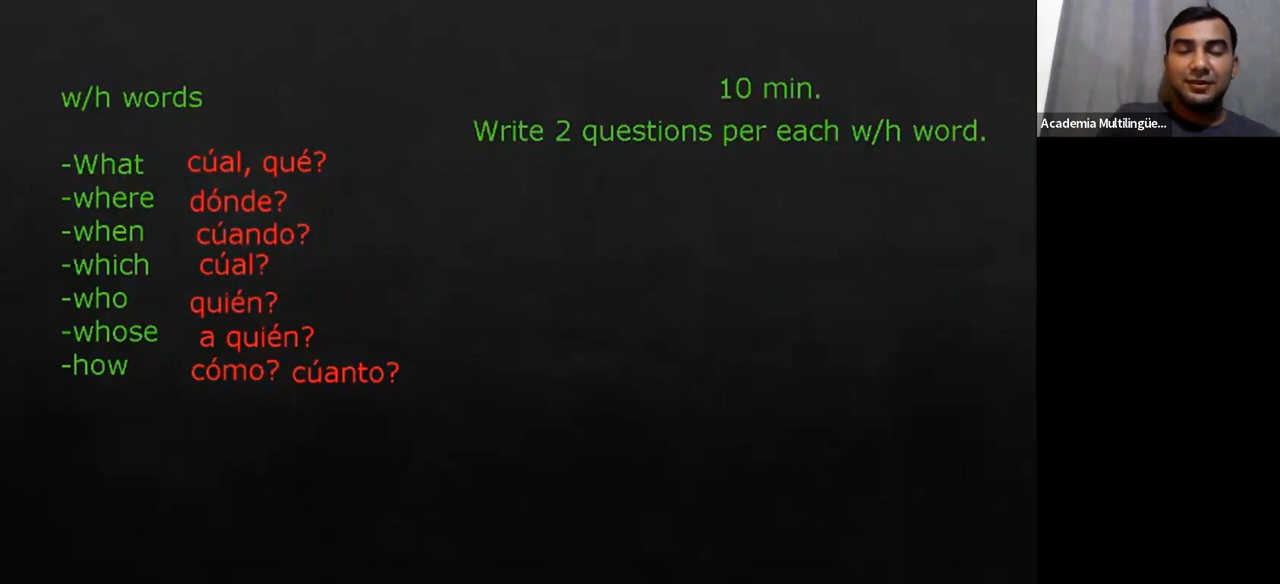 w/h words
10 min.
Write 2 questions per each w/h word.
-What cúal, qué?
-where dónde?
-when cúando?
-which cúal?
-who quién?
-whose a quién?
-how cómo? cúanto?
Academia Multilingüe...